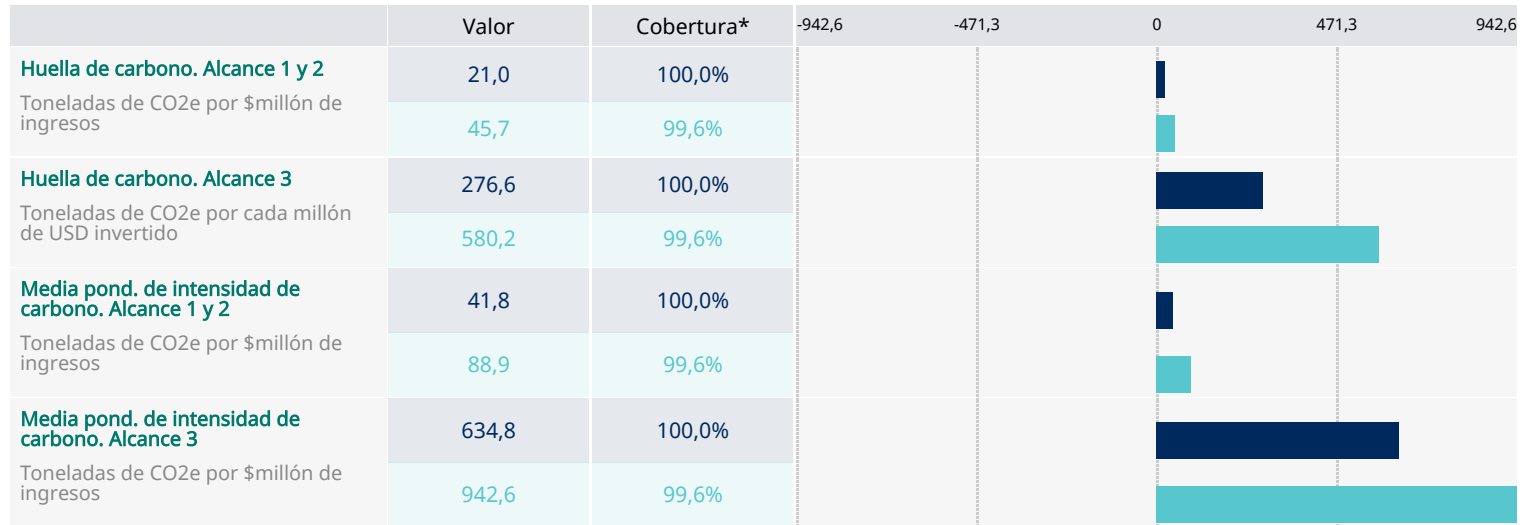 Valor Cobertura* -942,6 -471,3 0 471,3 942,6
Huella de carbono. Alcance 1 y 2
Toneladas de CO2e por $millón de
ingresos
21,0 100,0%
45,7 99,6%
Huella de carbono. Alcance 3
Toneladas de CO2e por cada millón
de USD invertido
276,6 100,0%
580,2 99,6%
Media pond. de intensidad de
carbono. Alcance 1 y 2
Toneladas de CO2e por $millón de
ingresos
41,8 100,0%
88,9 99,6%
Media pond. de intensidad de
carbono. Alcance 3
Toneladas de CO2e por $millón de
ingresos
634,8 100,0%
942,6 99,6%